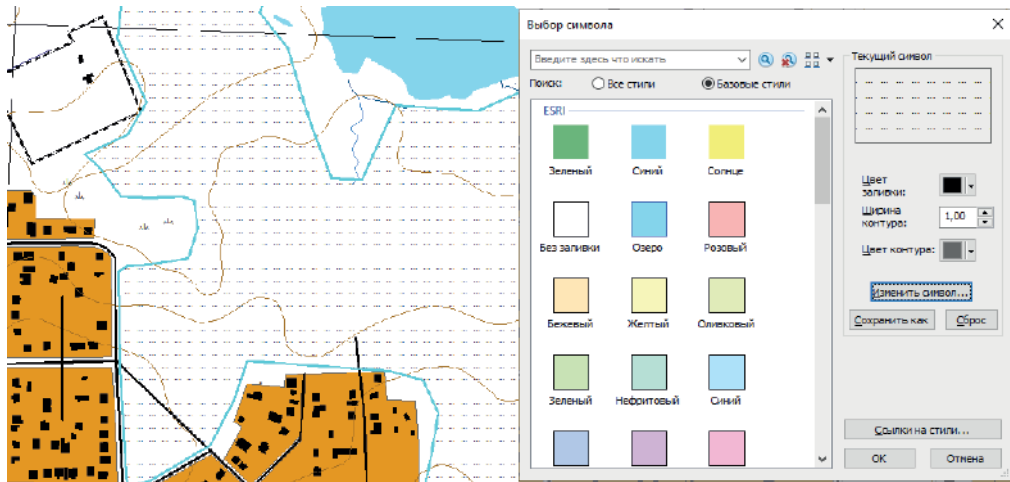 Выбор символа
Введите здесь что искать
Поиск:
Все стили
Базовые стили
ESRI
Зеленый
Синий
Солнце
Без заливки
Озеро
Розовый
Бежевый
Желтый
Оливковый
Зеленый
Нефритовый
Синий
Текущий символ
Цвет заливки:
Ширина контура:
1,00
Цвет контура:
Изменить символ...
Сохранить как
Сброс
Ссылки на стили...
OK
Отмена